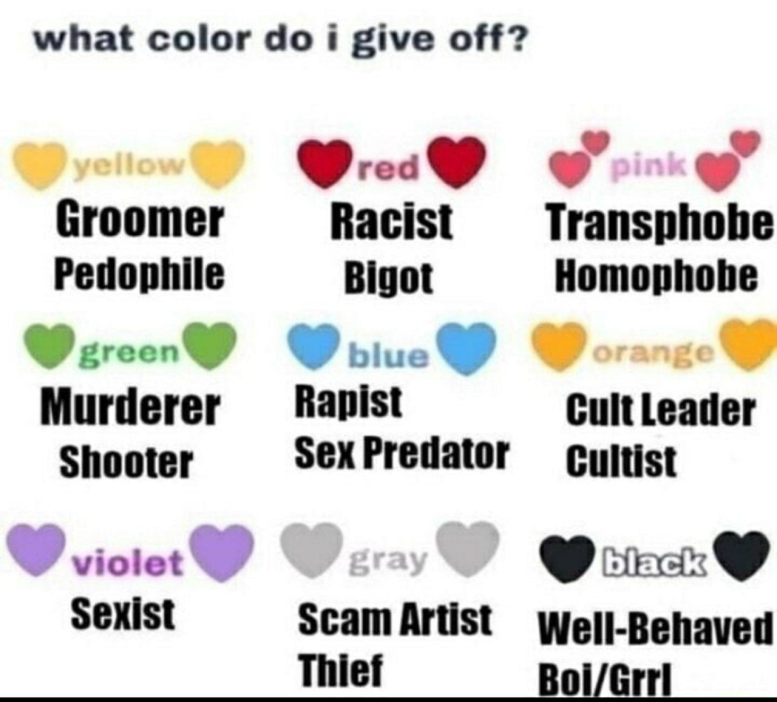 what color do i give off?
yellow red pink
Groomer Racist Transphobe
Pedophile Bigot Homophobe
green blue orange
Murderer Rapist Cult Leader
Shooter Sex Predator Cultist
violet gray black
Sexist Scam Artist Well-Behaved
Thief Boi/Grrl